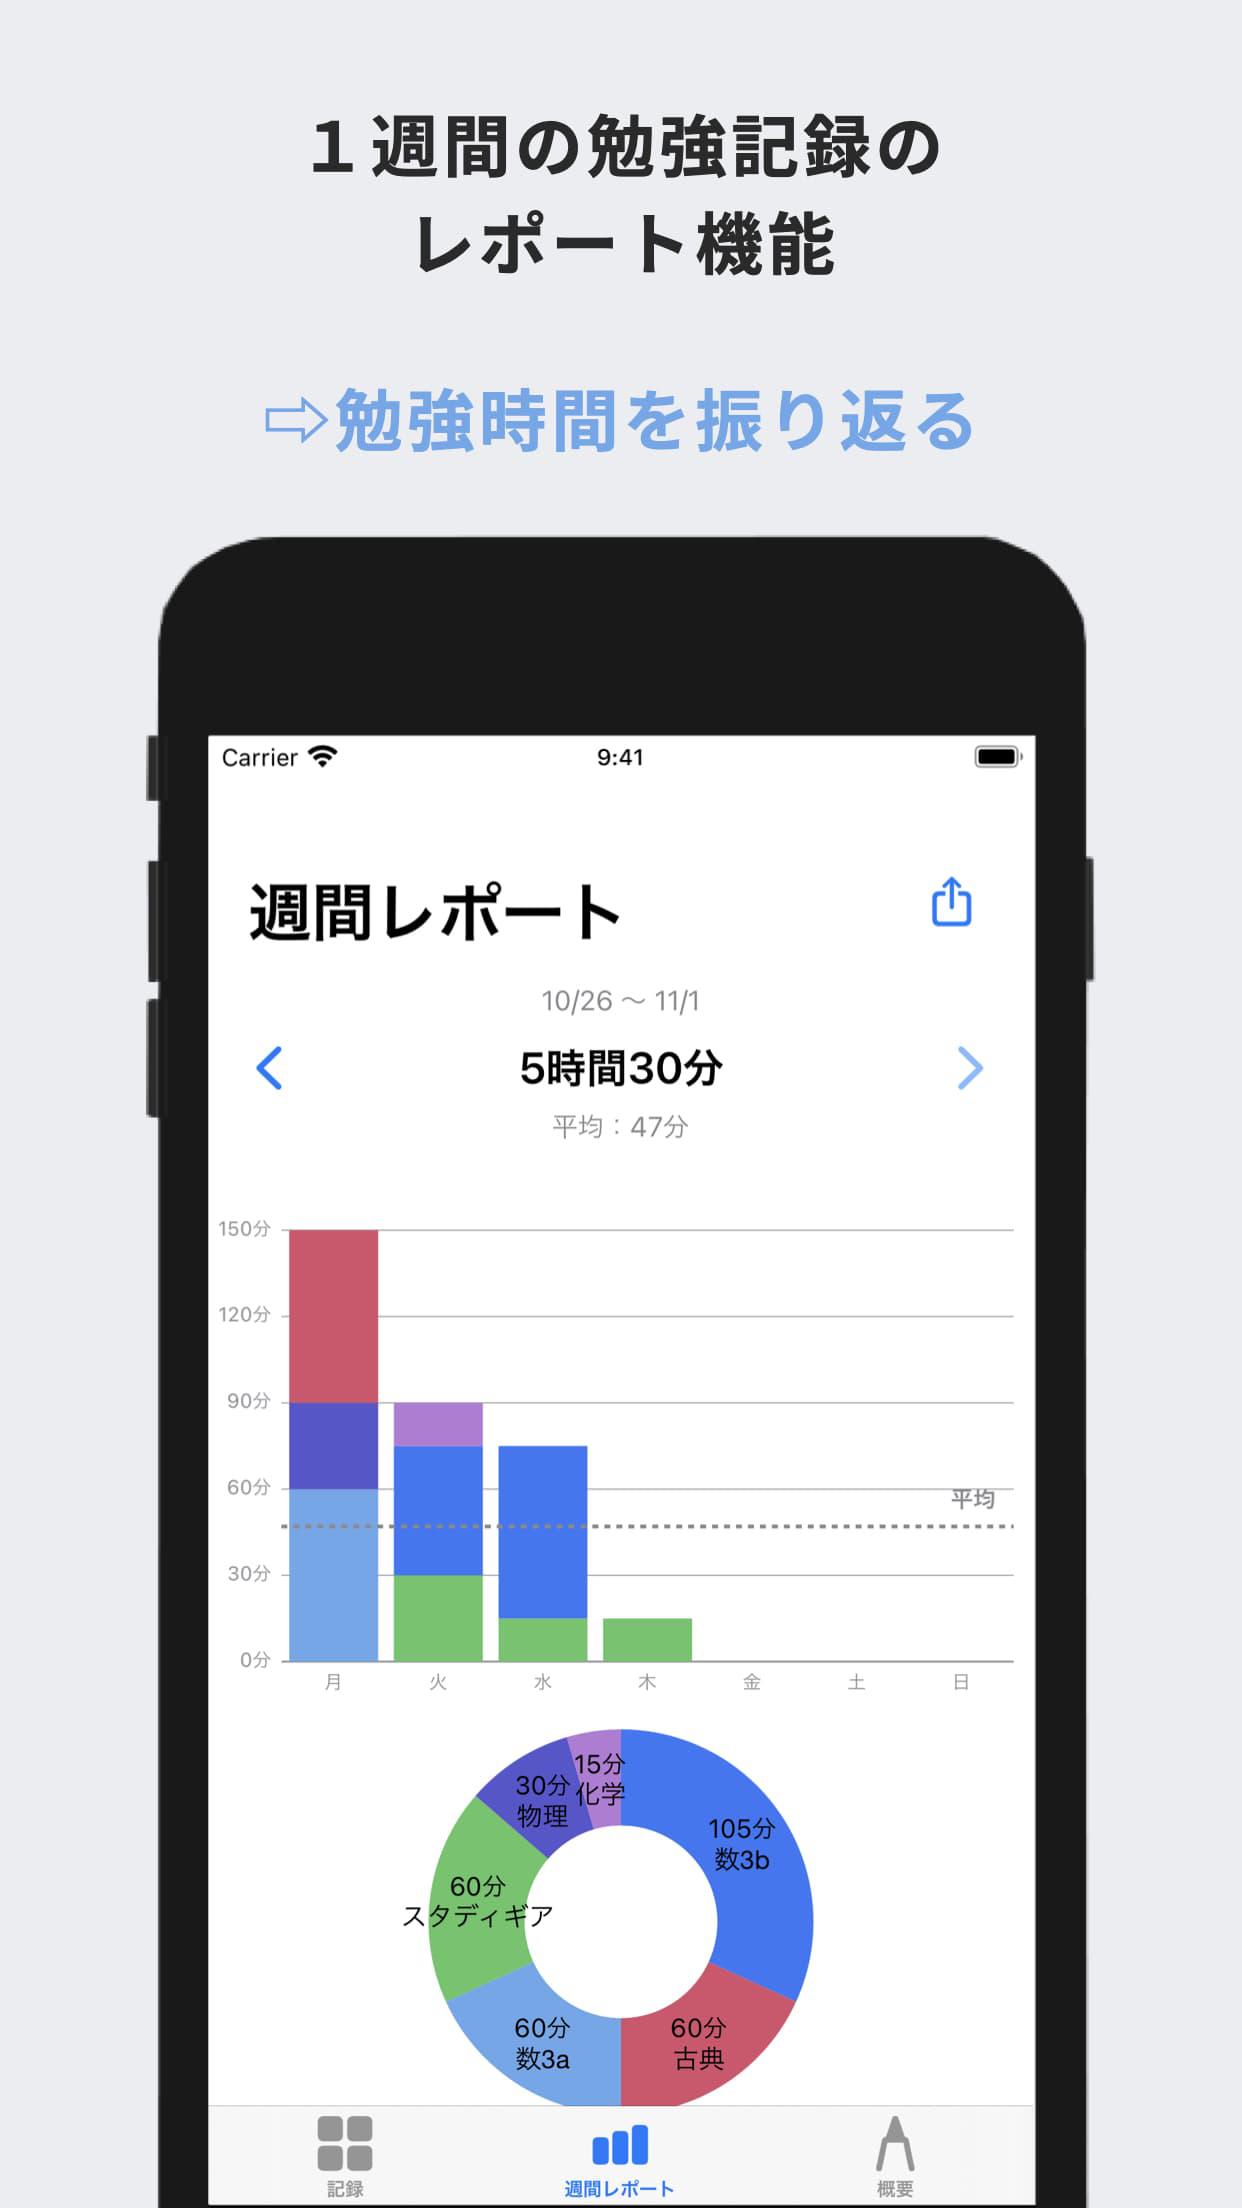 １週間の勉強記録の
レポート機能
⇨勉強時間を振り返る
Carrier 9:41
週間レポート
10/26 〜 11/1
5時間30分
平均：47分
150分
120分
90分
60分
平均
30分
0分
月 火 水 木 金 土 日
15分
化学
30分
物理
105分
数3b
60分
スタディギア
60分
数3a
60分
古典
記録 週間レポート 概要